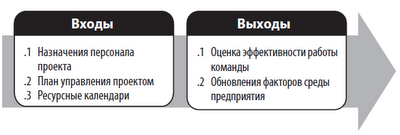 Входы
.1 Назначения персонала
проекта
.2 План управления проектом
.3 Ресурсные календари
Выходы
.1 Оценка эффективности работы
команды
.2 Обновления факторов среды
предприятия